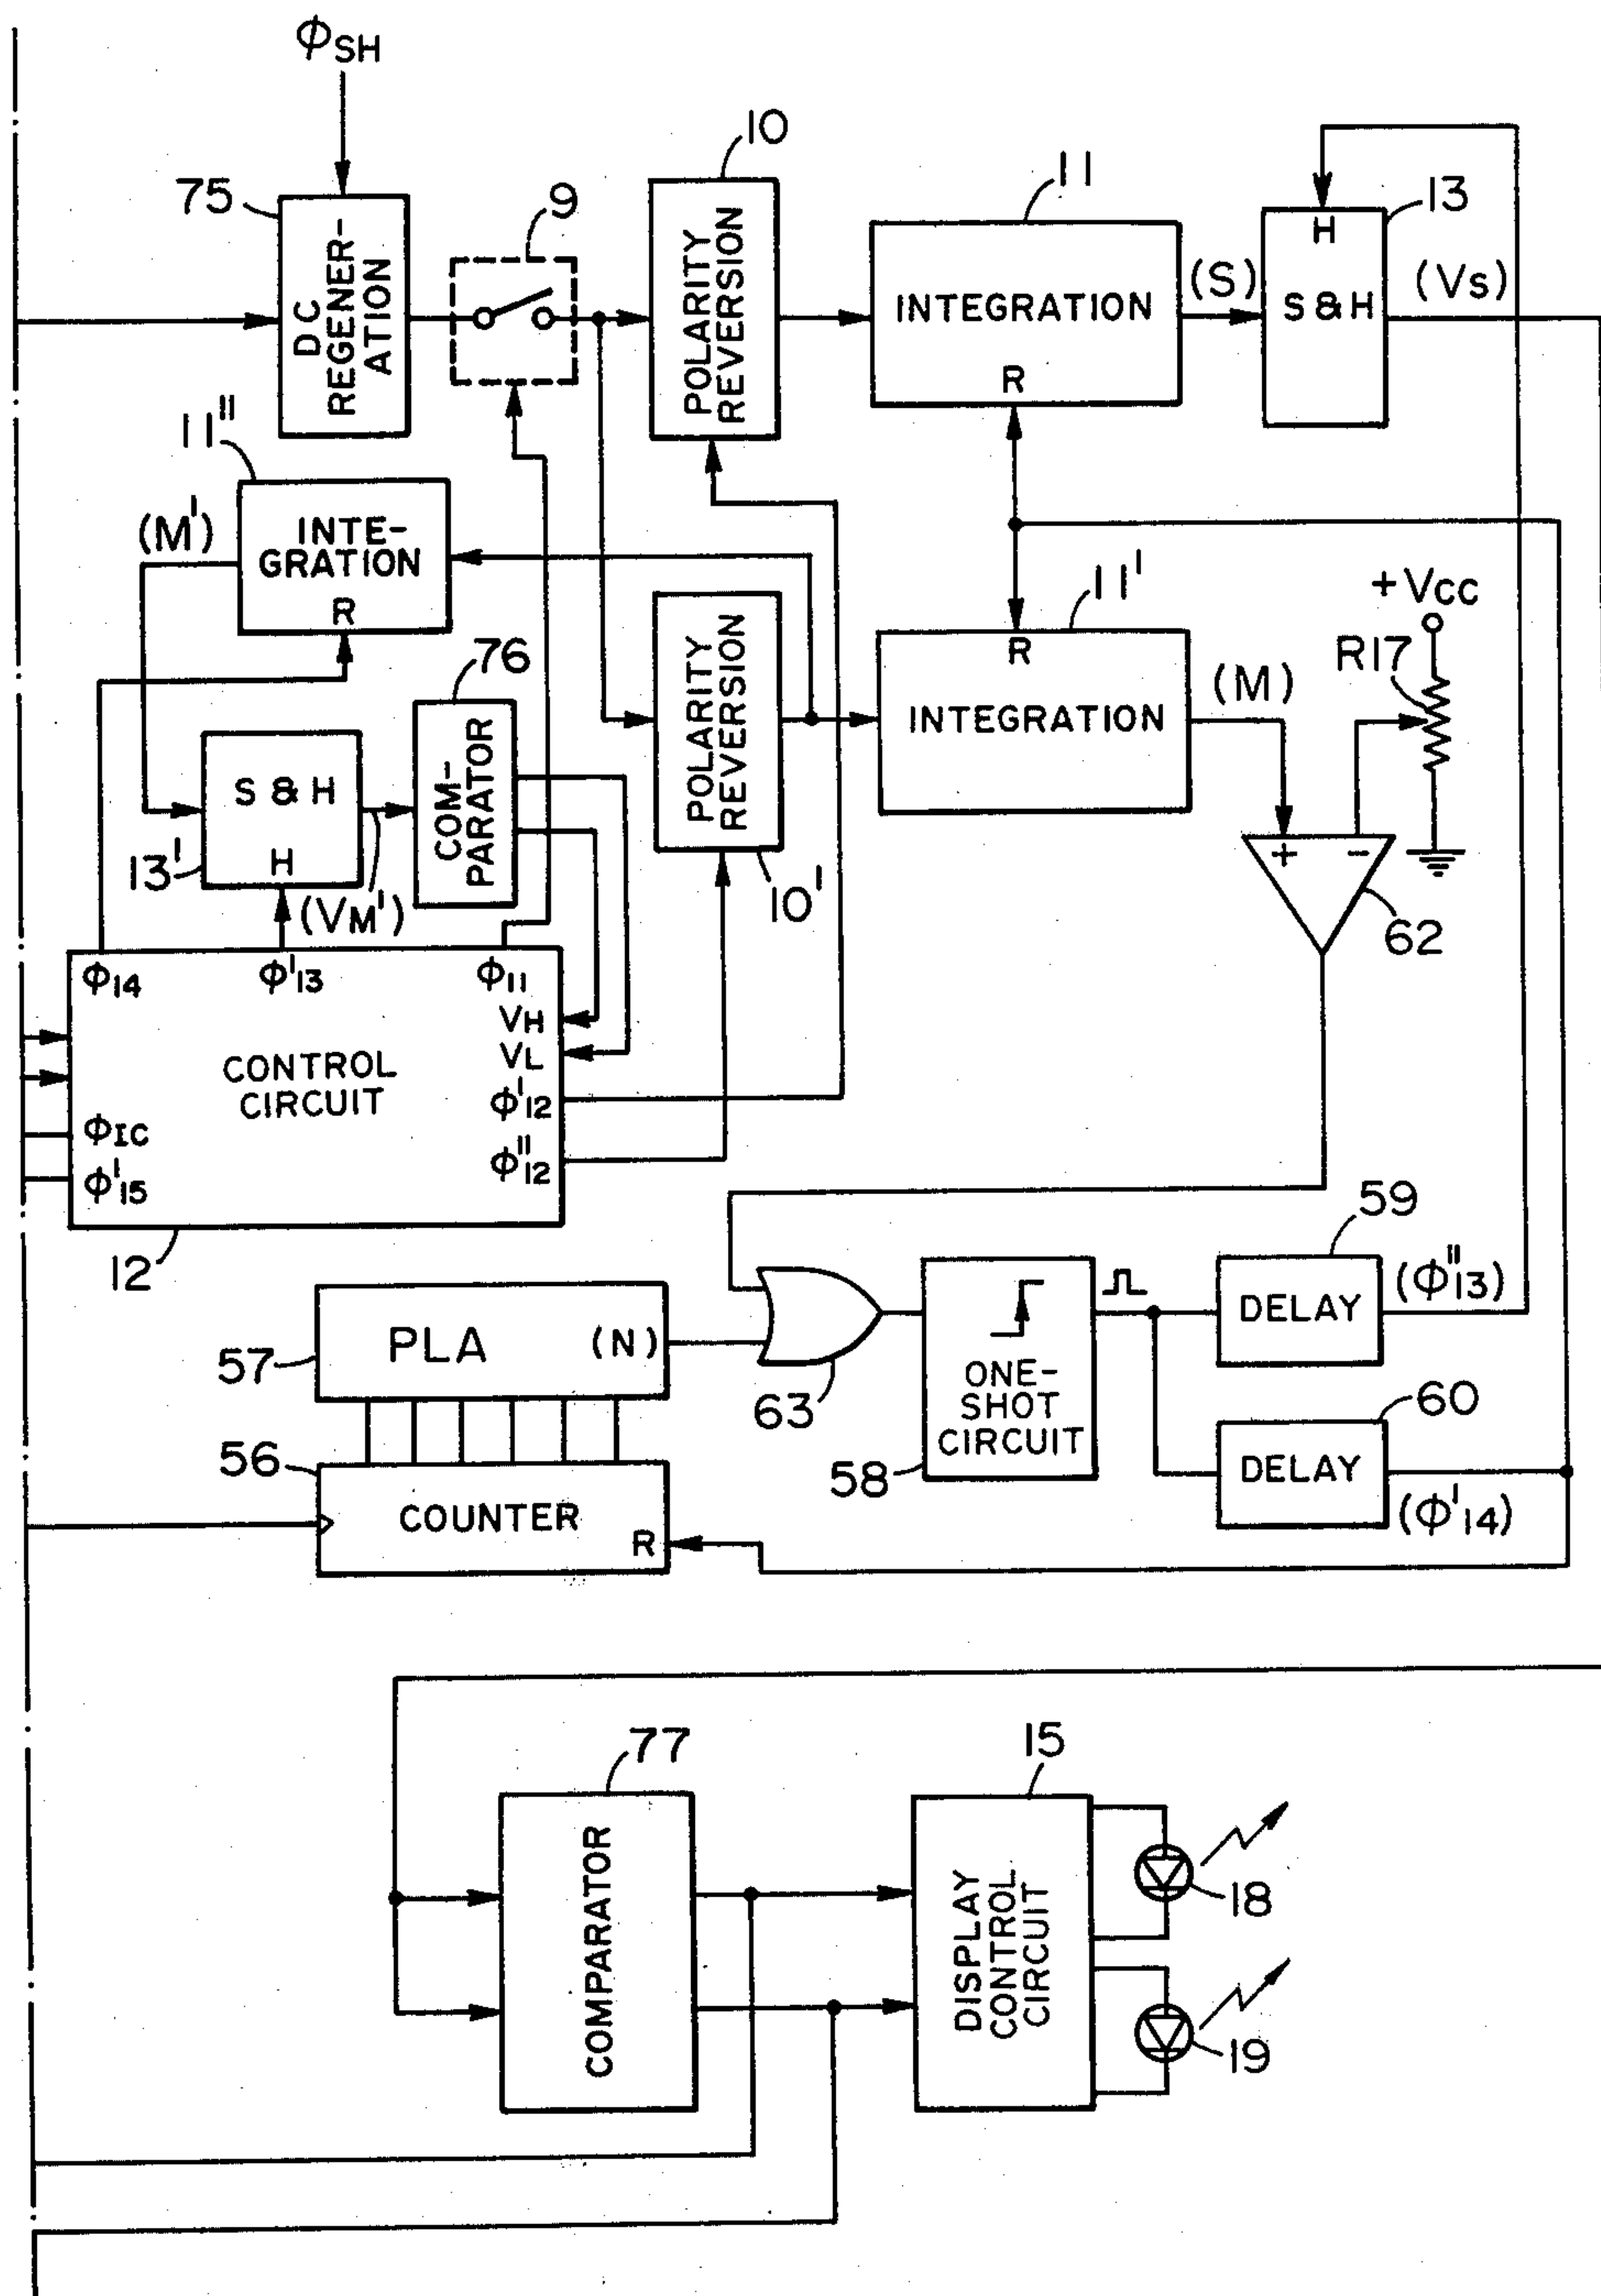 ΦSH
75
DC
REGENER-
ATION
9
10
POLARITY
REVERSION
11
INTEGRATION
R
(S)
13
H
S & H
(Vs)
11"
INTE-
GRATION
R
(M')
10'
POLARITY
REVERSION
11'
R
INTEGRATION
(M)
+Vcc
R17
+ -
62
76
COM-
PARATOR
S & H
H
13'
(VM')
Φ14
Φ'13
Φ11
VH
VL
Φ'12
Φ"12
CONTROL
CIRCUIT
ΦIC
Φ'15
12
57
PLA (N)
63
ONE-
SHOT
CIRCUIT
58
59
DELAY
(Φ"13)
60
DELAY
(Φ'14)
56
COUNTER
R
77
COMPARATOR
15
DISPLAY
CONTROL
CIRCUIT
18
19